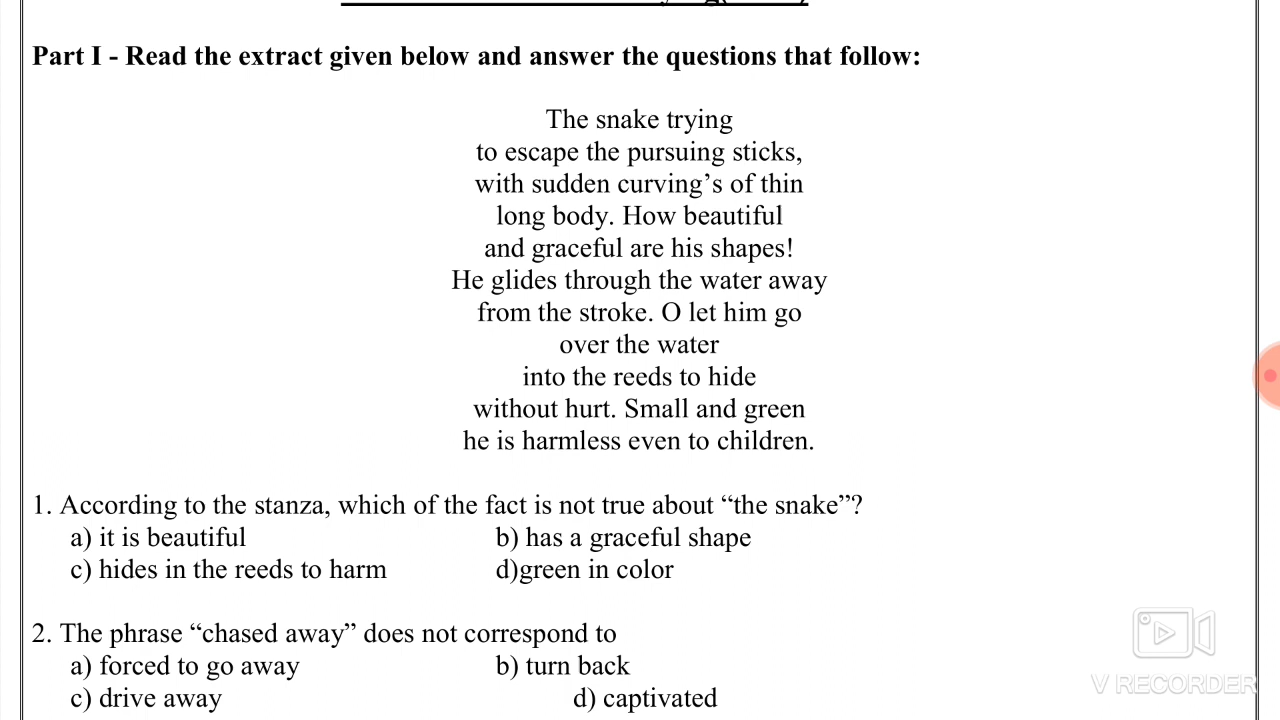 Part I - Read the extract given below and answer the questions that follow:
The snake trying
to escape the pursuing sticks,
with sudden curving’s of thin
long body. How beautiful
and graceful are his shapes!
He glides through the water away
from the stroke. O let him go
over the water
into the reeds to hide
without hurt. Small and green
he is harmless even to children.
1. According to the stanza, which of the fact is not true about “the snake”?
a) it is beautiful b) has a graceful shape
c) hides in the reeds to harm d)green in color
2. The phrase “chased away” does not correspond to
a) forced to go away b) turn back
c) drive away d) captivated
V RECORDER